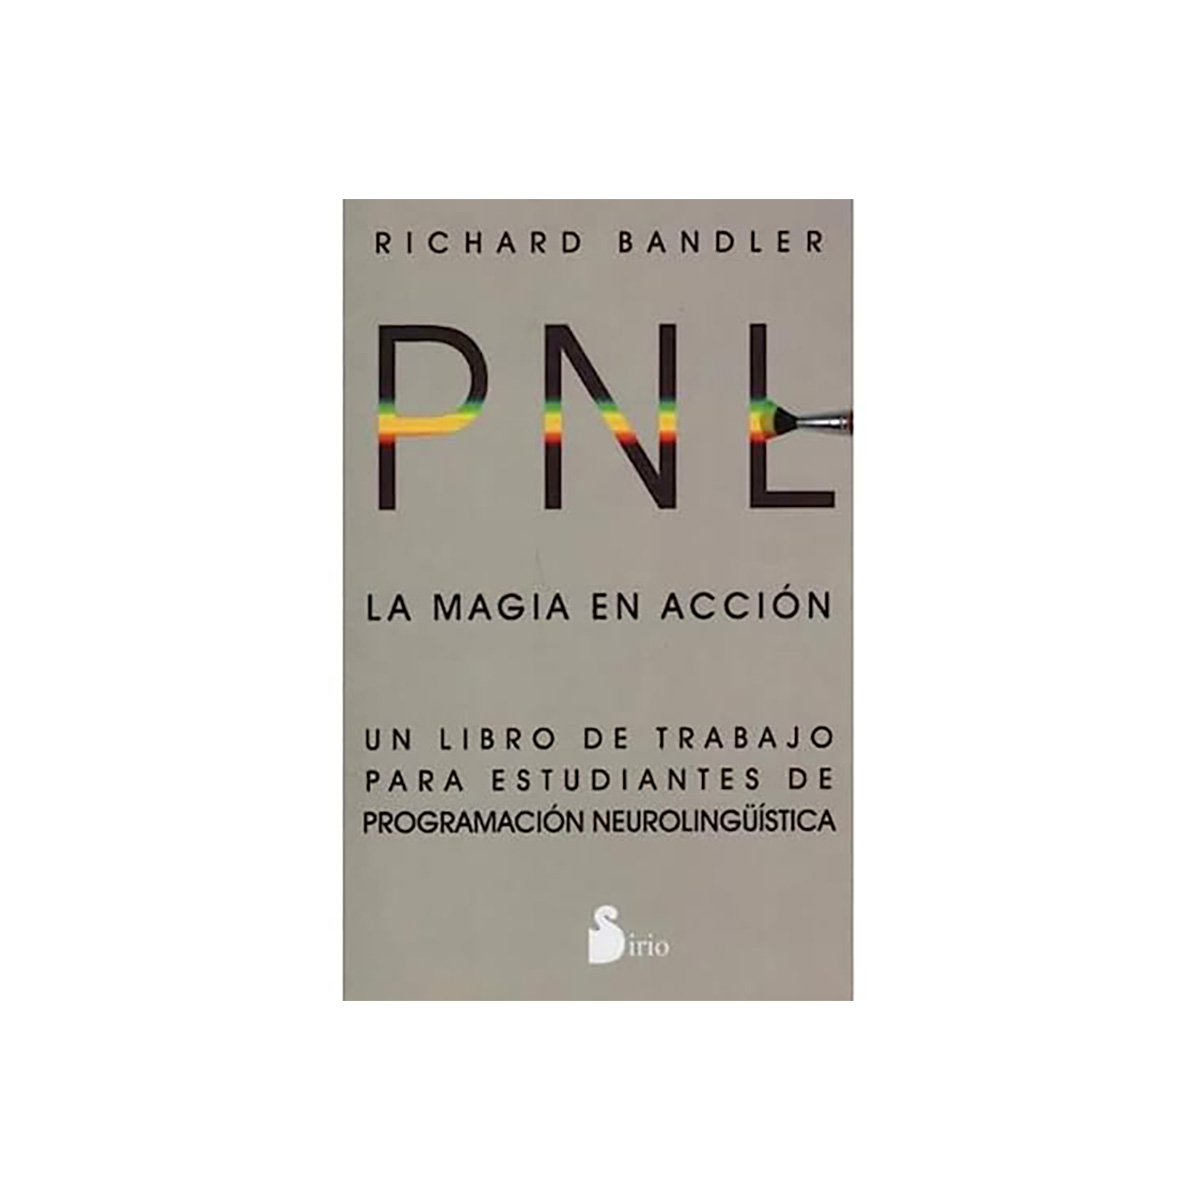 RICHARD BANDLER
PNL
LA MAGIA EN ACCIÓN
UN LIBRO DE TRABAJO
PARA ESTUDIANTES DE
PROGRAMACIÓN NEUROLINGÜÍSTICA
Sirio